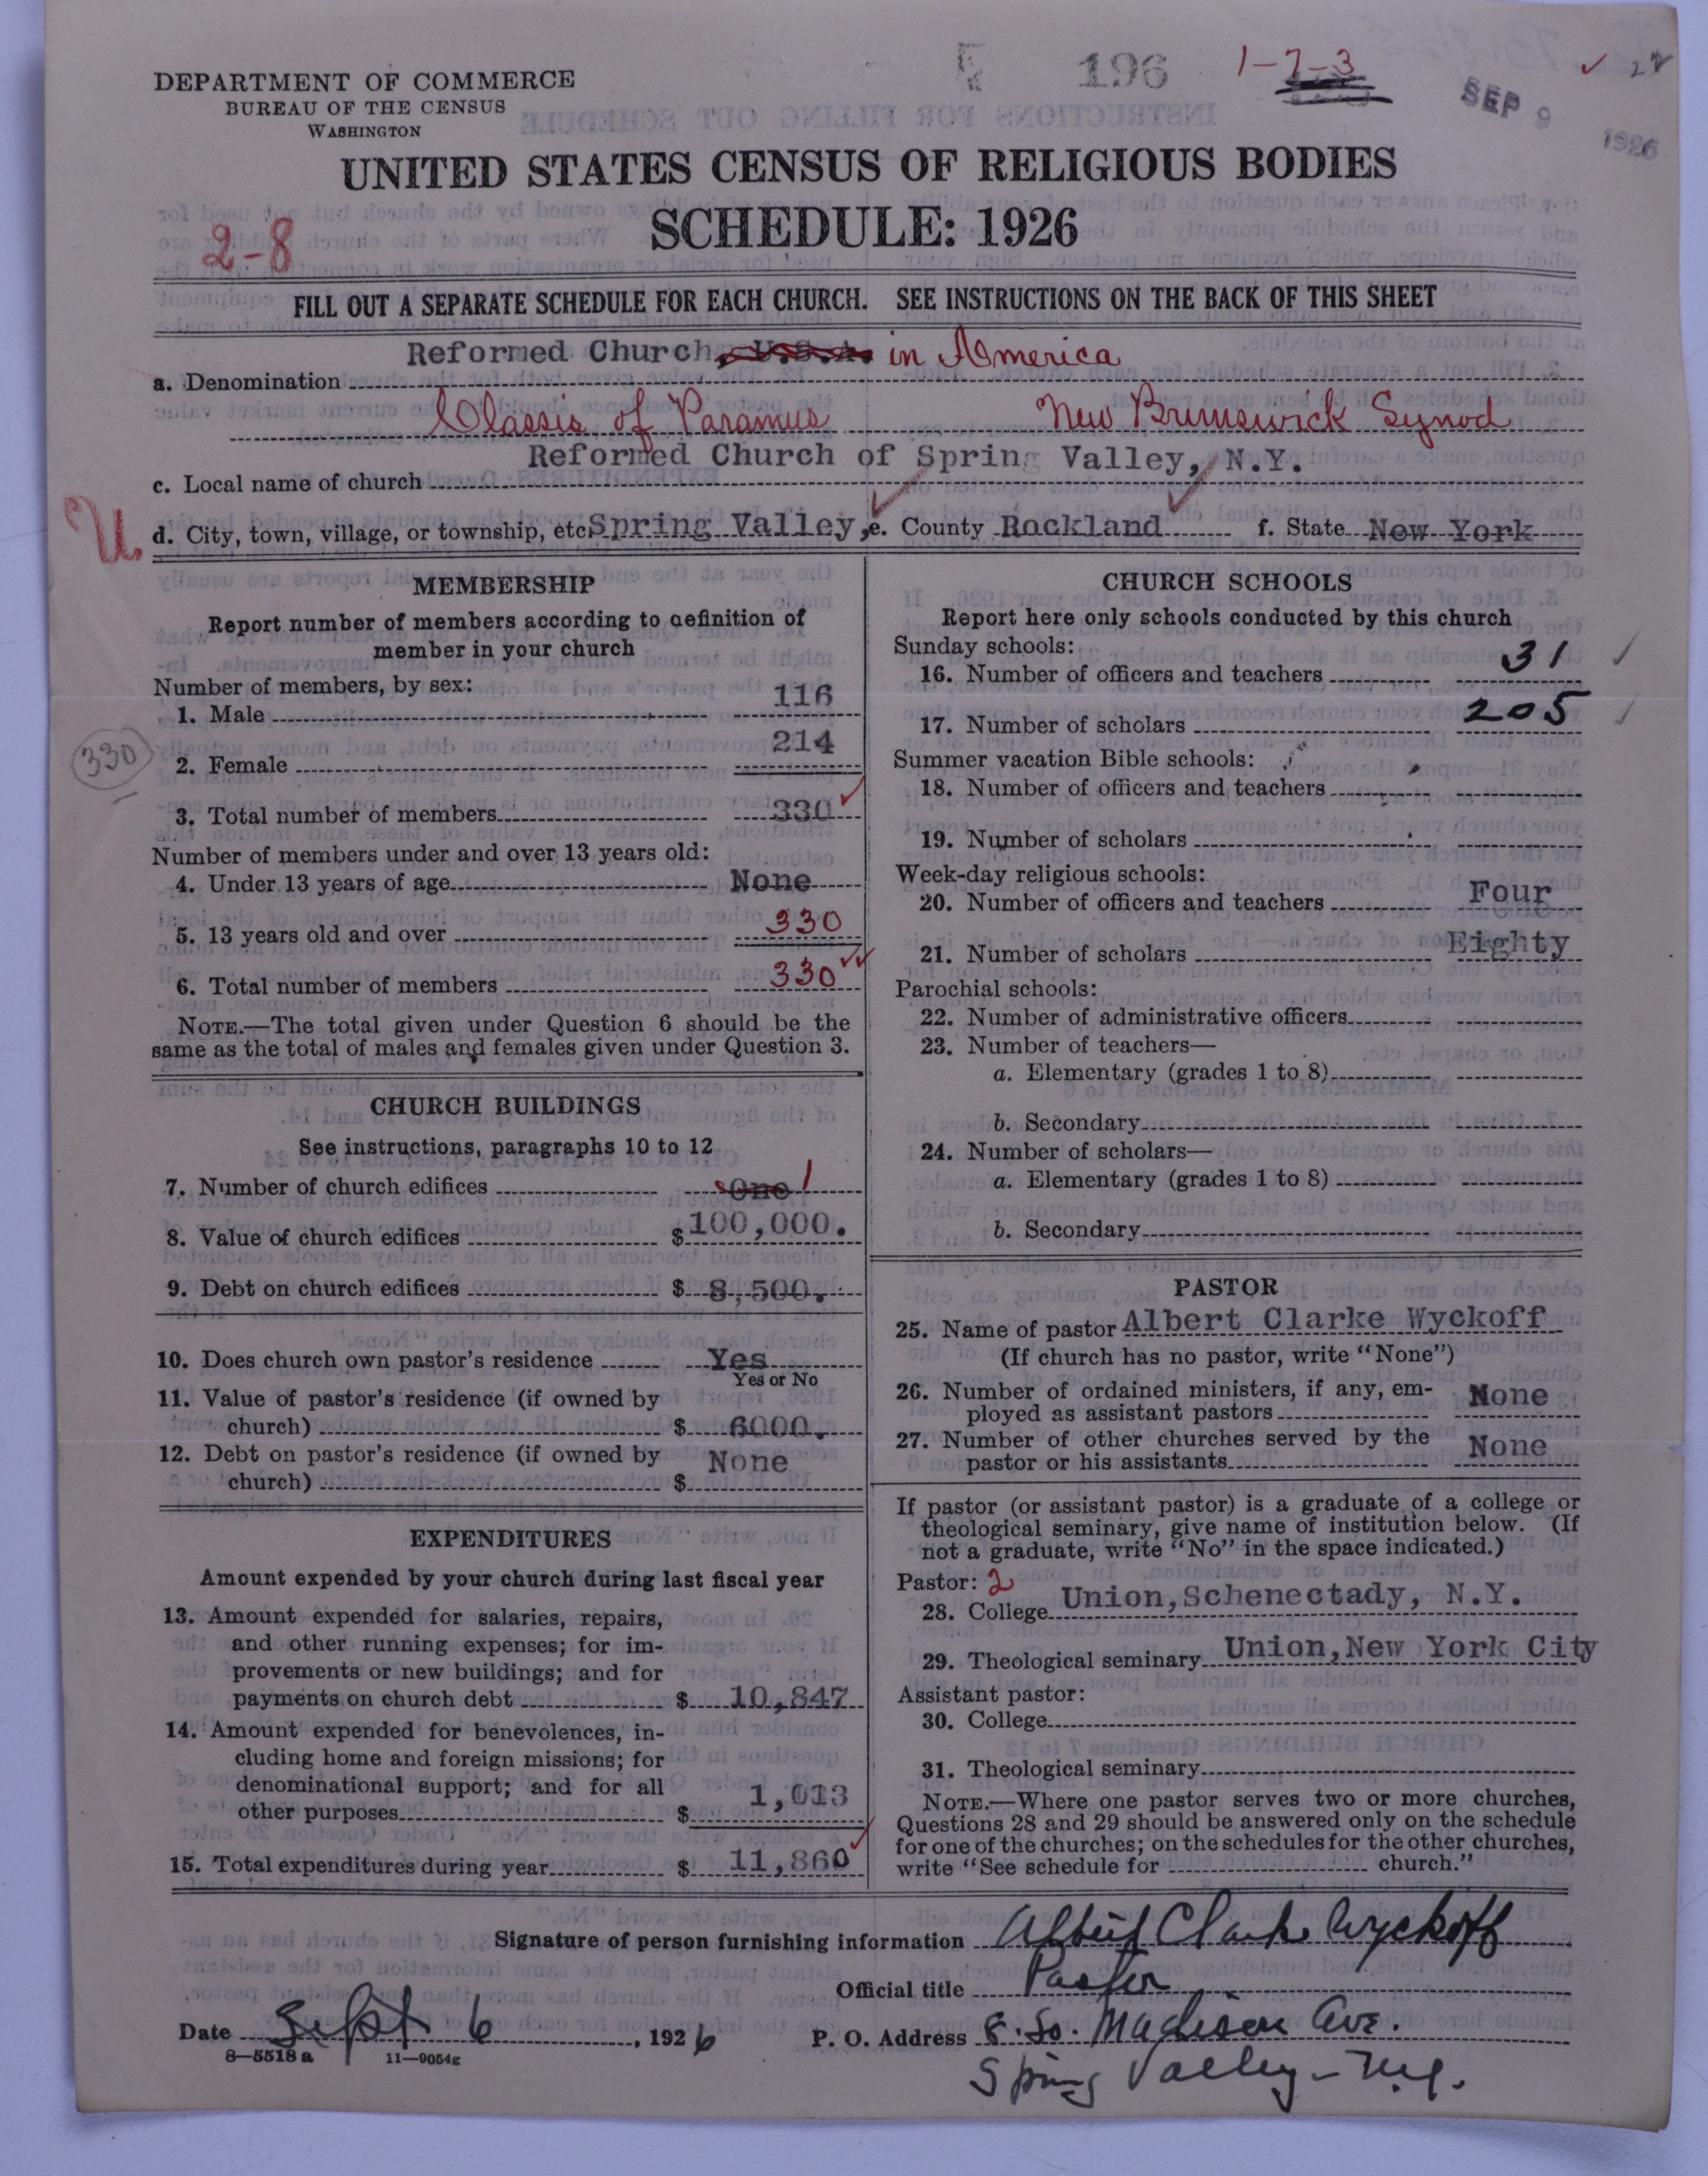 196
1-7-3
22
SEP 9 1926
DEPARTMENT OF COMMERCE
BUREAU OF THE CENSUS
WASHINGTON
UNITED STATES CENSUS OF RELIGIOUS BODIES
SCHEDULE: 1926
2-8
FILL OUT A SEPARATE SCHEDULE FOR EACH CHURCH. SEE INSTRUCTIONS ON THE BACK OF THIS SHEET
Reformed Church, U.S.A. in America
a. Denomination
Classis of Paramus New Brunswick Synod
Reformed Church of Spring Valley, N.Y.
c. Local name of church
U.
d. City, town, village, or township, etc. Spring Valley, e. County Rockland f. State New York
MEMBERSHIP
Report number of members according to definition of
member in your church
Number of members, by sex:
1. Male 116
2. Female 214
330
3. Total number of members 330
Number of members under and over 13 years old:
4. Under 13 years of age None
5. 13 years old and over 330
6. Total number of members 330
NOTE.—The total given under Question 6 should be the
same as the total of males and females given under Question 3.
CHURCH BUILDINGS
See instructions, paragraphs 10 to 12
7. Number of church edifices One 1
8. Value of church edifices $ 100,000.
9. Debt on church edifices $ 8,500.
10. Does church own pastor's residence Yes
Yes or No
11. Value of pastor's residence (if owned by
church) $ 6000.
12. Debt on pastor's residence (if owned by
church) $ None
EXPENDITURES
Amount expended by your church during last fiscal year
13. Amount expended for salaries, repairs,
and other running expenses; for im-
provements or new buildings; and for
payments on church debt $ 10,847
14. Amount expended for benevolences, in-
cluding home and foreign missions; for
denominational support; and for all
other purposes $ 1,013
15. Total expenditures during year $ 11,860
CHURCH SCHOOLS
Report here only schools conducted by this church
Sunday schools:
16. Number of officers and teachers 31
17. Number of scholars 205
Summer vacation Bible schools:
18. Number of officers and teachers
19. Number of scholars
Week-day religious schools:
20. Number of officers and teachers Four
21. Number of scholars Eighty
Parochial schools:
22. Number of administrative officers
23. Number of teachers—
a. Elementary (grades 1 to 8)
b. Secondary
24. Number of scholars—
a. Elementary (grades 1 to 8)
b. Secondary
PASTOR
25. Name of pastor Albert Clarke Wyckoff
(If church has no pastor, write "None")
26. Number of ordained ministers, if any, em-
ployed as assistant pastors None
27. Number of other churches served by the
pastor or his assistants None
If pastor (or assistant pastor) is a graduate of a college or
theological seminary, give name of institution below. (If
not a graduate, write "No" in the space indicated.)
Pastor: 2
28. College Union, Schenectady, N.Y.
29. Theological seminary Union, New York City
Assistant pastor:
30. College
31. Theological seminary
NOTE.—Where one pastor serves two or more churches,
Questions 28 and 29 should be answered only on the schedule
for one of the churches; on the schedules for the other churches,
write "See schedule for church."
Signature of person furnishing information Albert Clarke Wyckoff
Official title Pastor
Date Sept 6, 1926 P. O. Address 8. So. Madison Ave.
8—5518a 11—9054g
Spring Valley - N.Y.